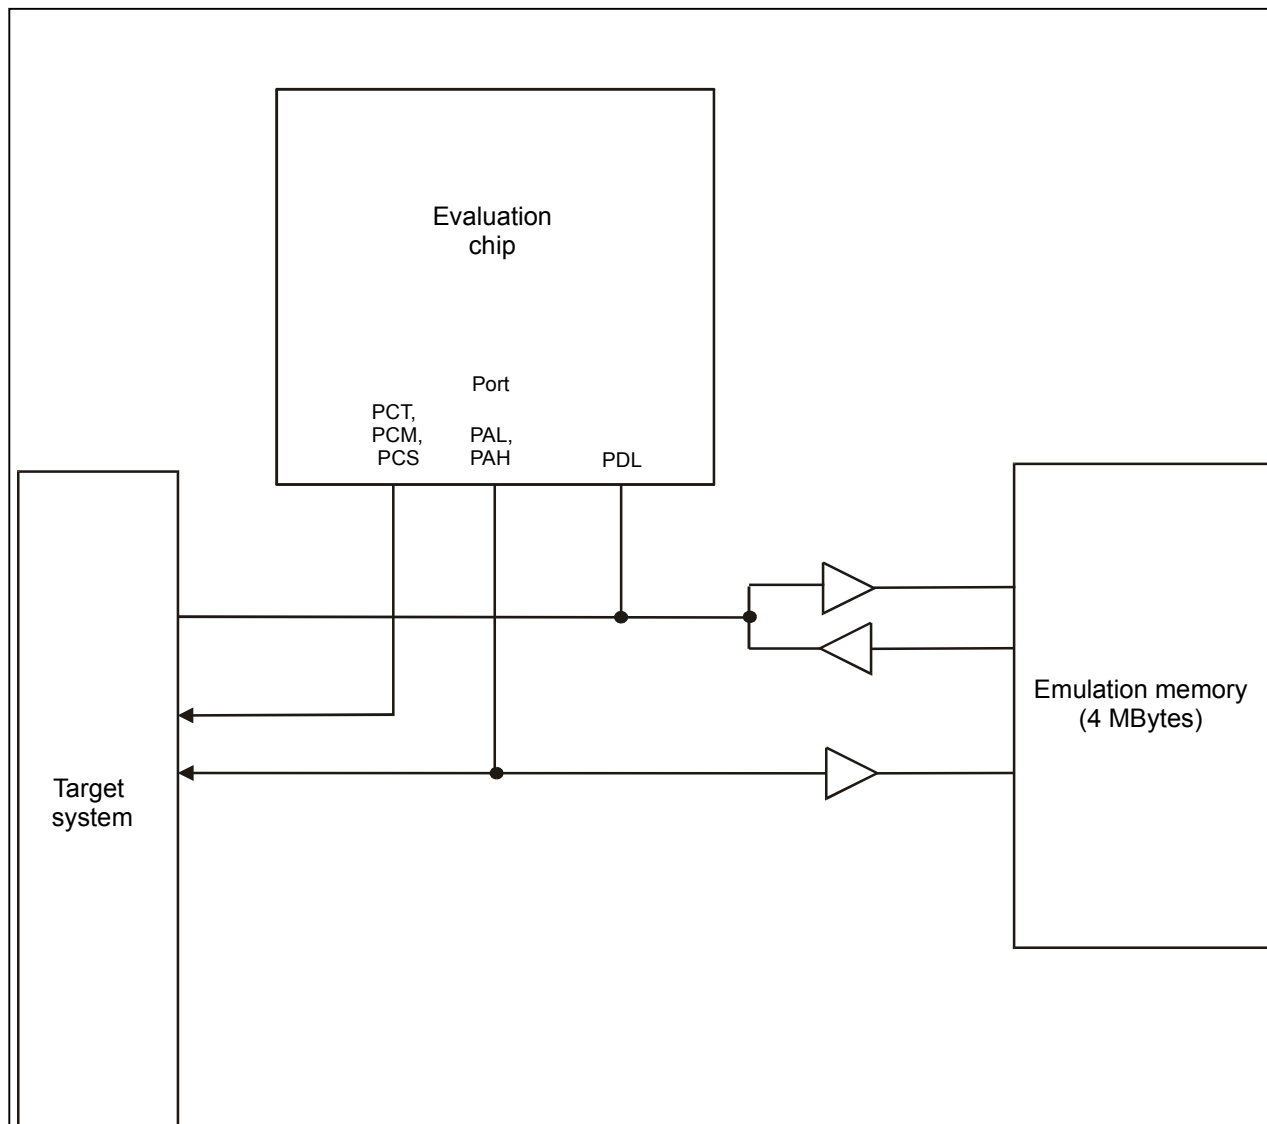 Evaluation
chip
Port
PCT,
PCM,
PCS
PAL,
PAH
PDL
Target
system
Emulation memory
(4 MBytes)